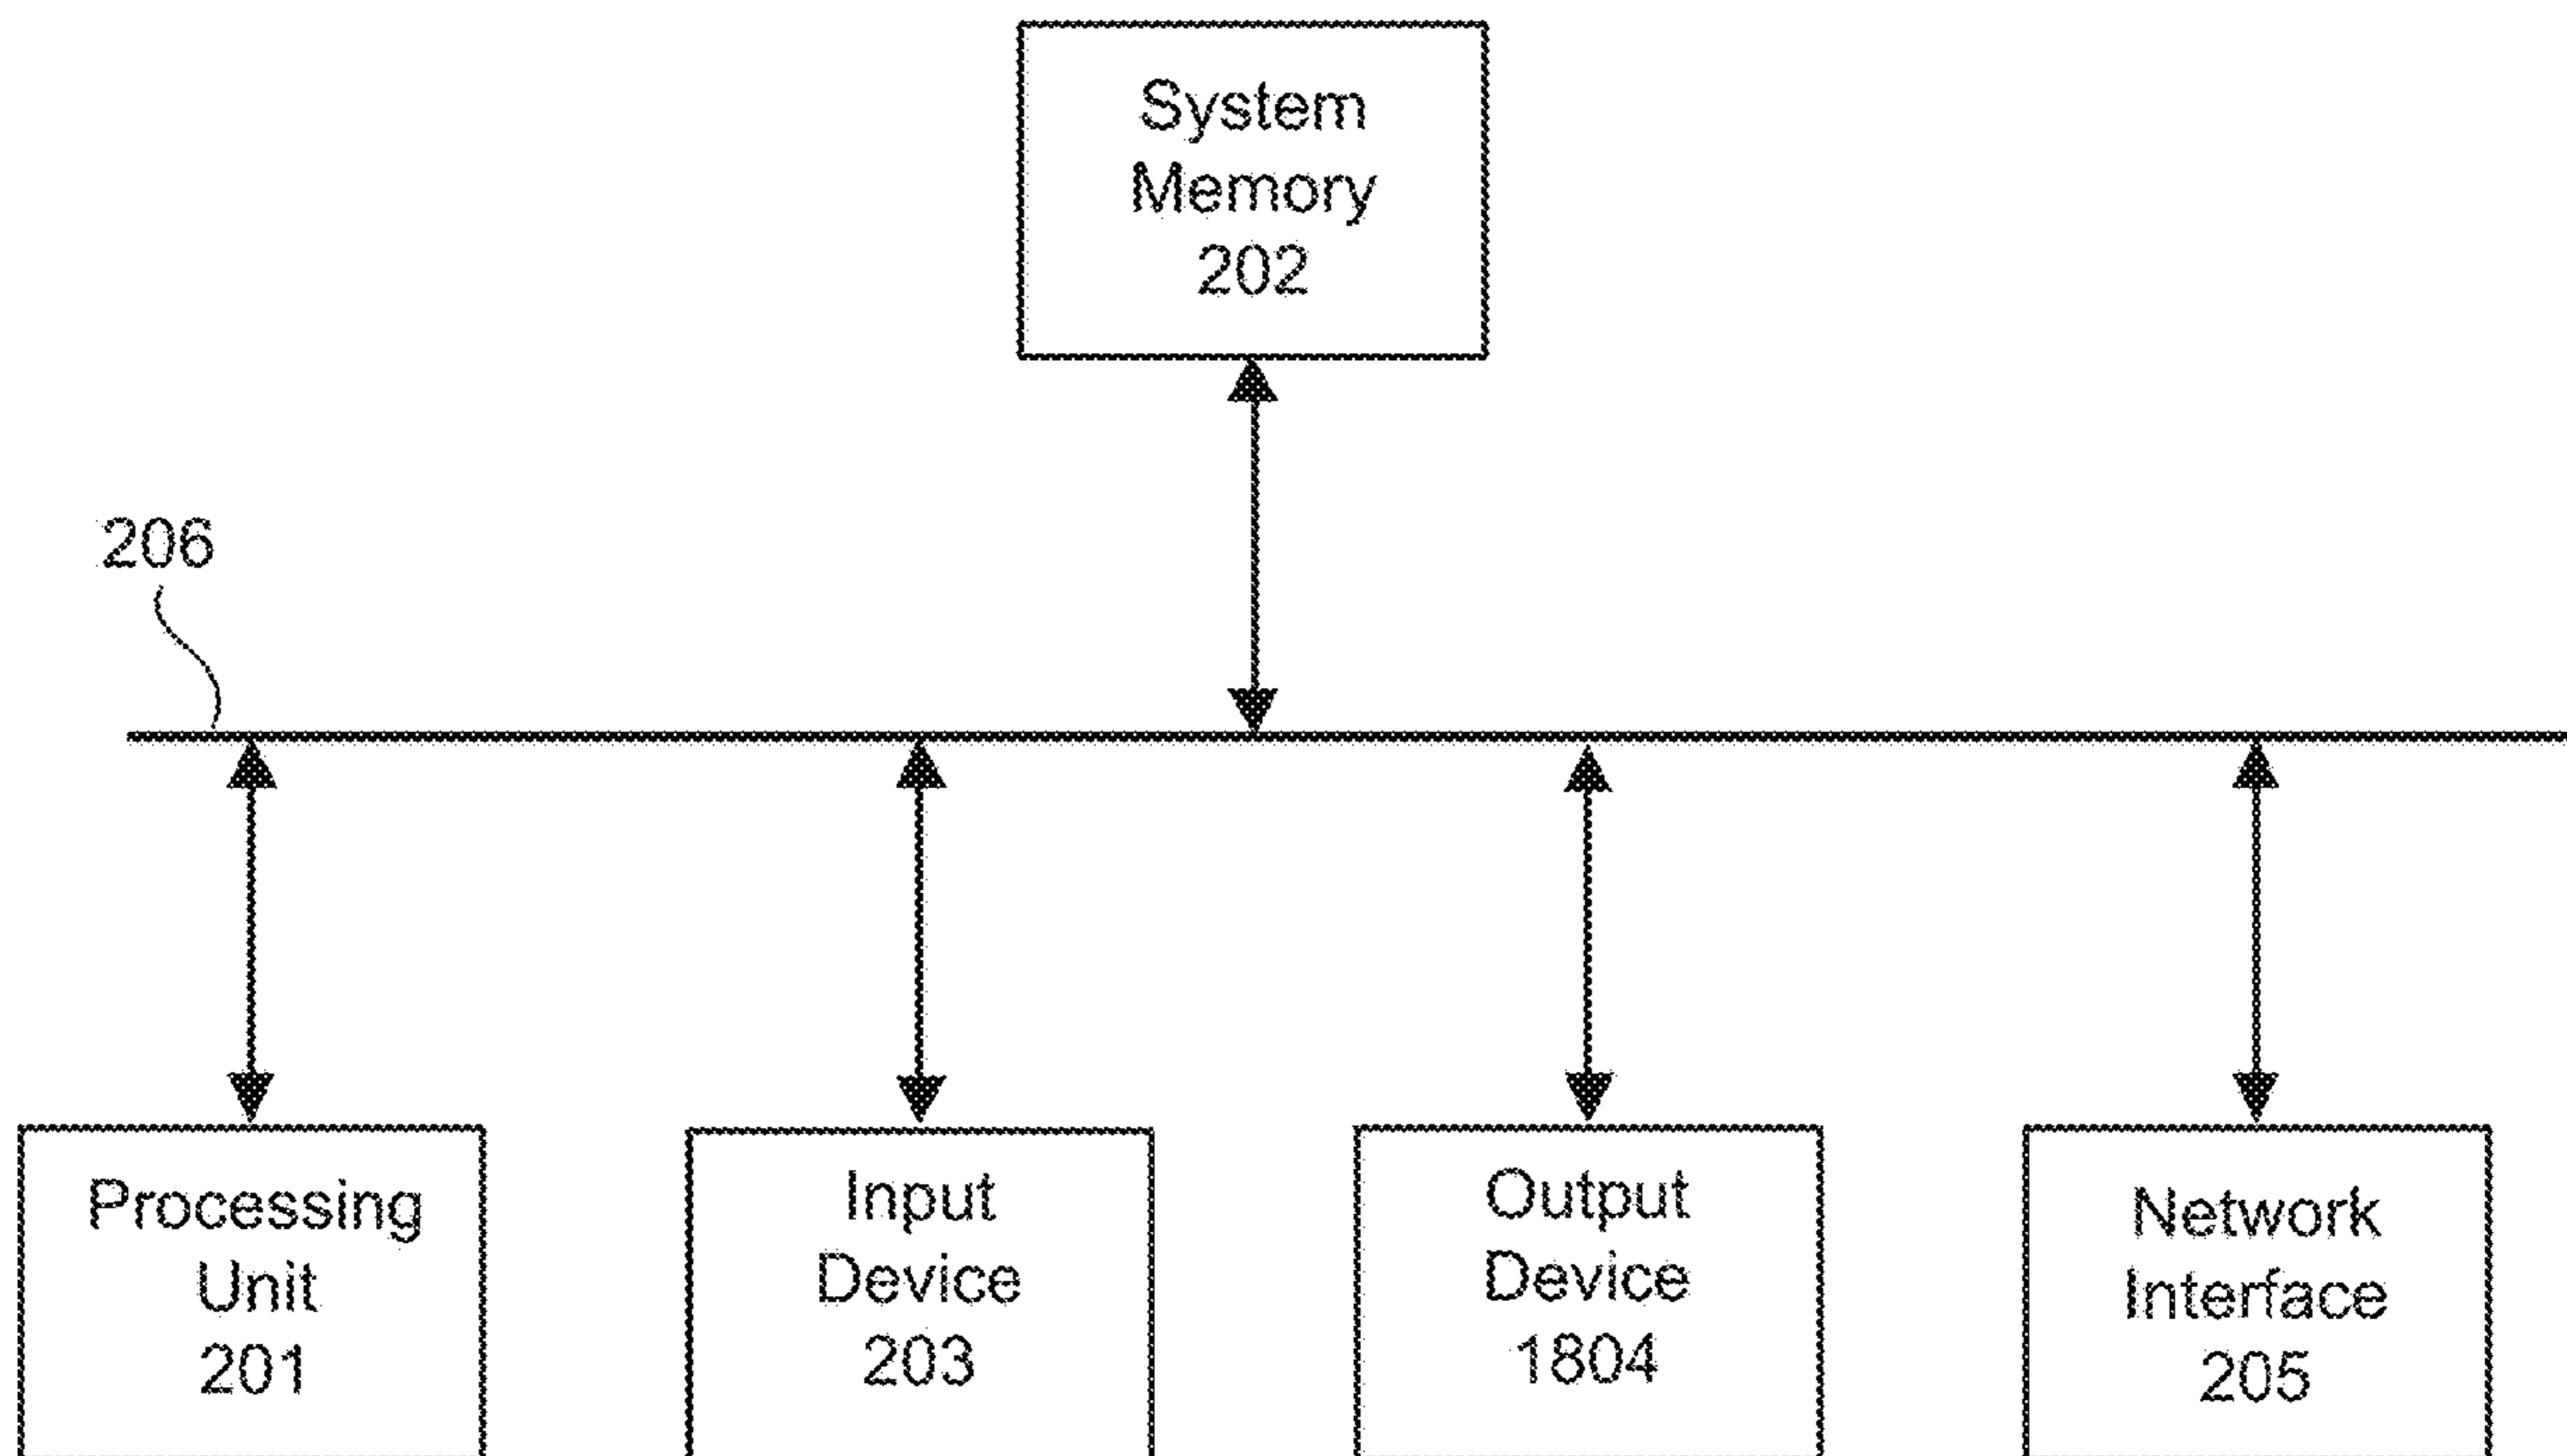 System
Memory
202
206
Processing
Unit
201
Input
Device
203
Output
Device
1804
Network
Interface
205